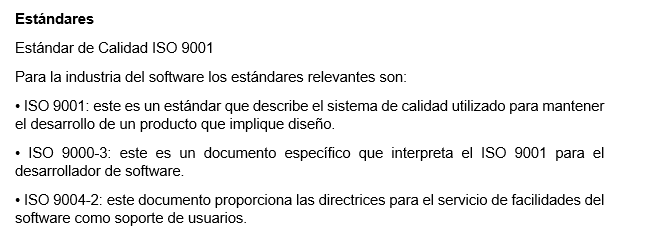 Estándares
Estándar de Calidad ISO 9001
Para la industria del software los estándares relevantes son:
• ISO 9001: este es un estándar que describe el sistema de calidad utilizado para mantener
el desarrollo de un producto que implique diseño.
• ISO 9000-3: este es un documento específico que interpreta el ISO 9001 para el
desarrollador de software.
• ISO 9004-2: este documento proporciona las directrices para el servicio de facilidades del
software como soporte de usuarios.